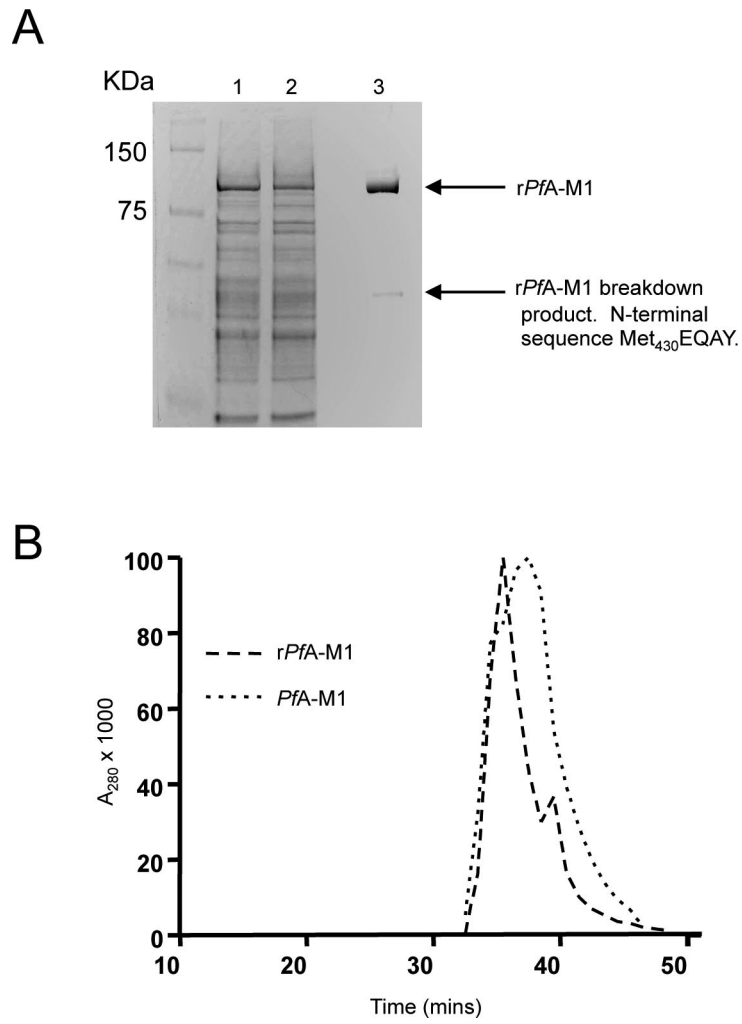 A
KDa
1 2 3
150
75
rPfA-M1
rPfA-M1 breakdown
product. N-terminal
sequence Met₄₃₀EQAY.
B
100
80
60
40
20
0
A₂₈₀ x 1000
rPfA-M1
PfA-M1
10 20 30 40 50
Time (mins)